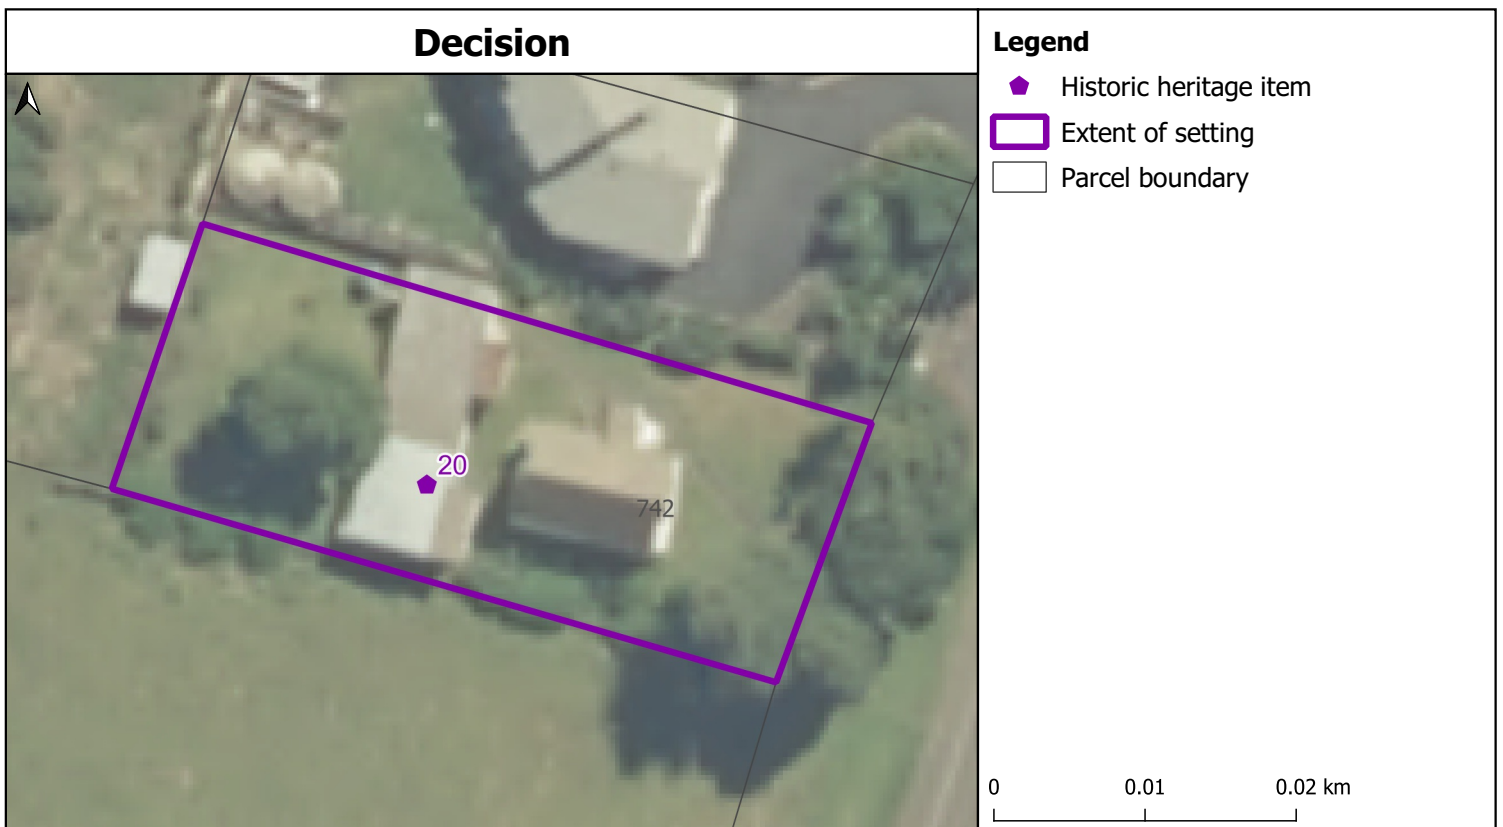 Decision
20
742
Legend
Historic heritage item
Extent of setting
Parcel boundary
0 0.01 0.02 km